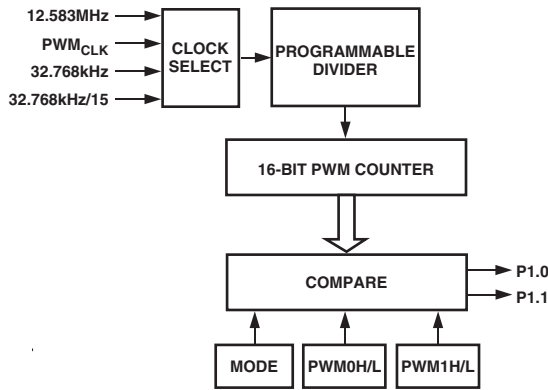 12.583MHz
PWMCLK
32.768kHz
32.768kHz/15
CLOCK
SELECT
PROGRAMMABLE
DIVIDER
16-BIT PWM COUNTER
COMPARE
P1.0
P1.1
MODE
PWM0H/L
PWM1H/L